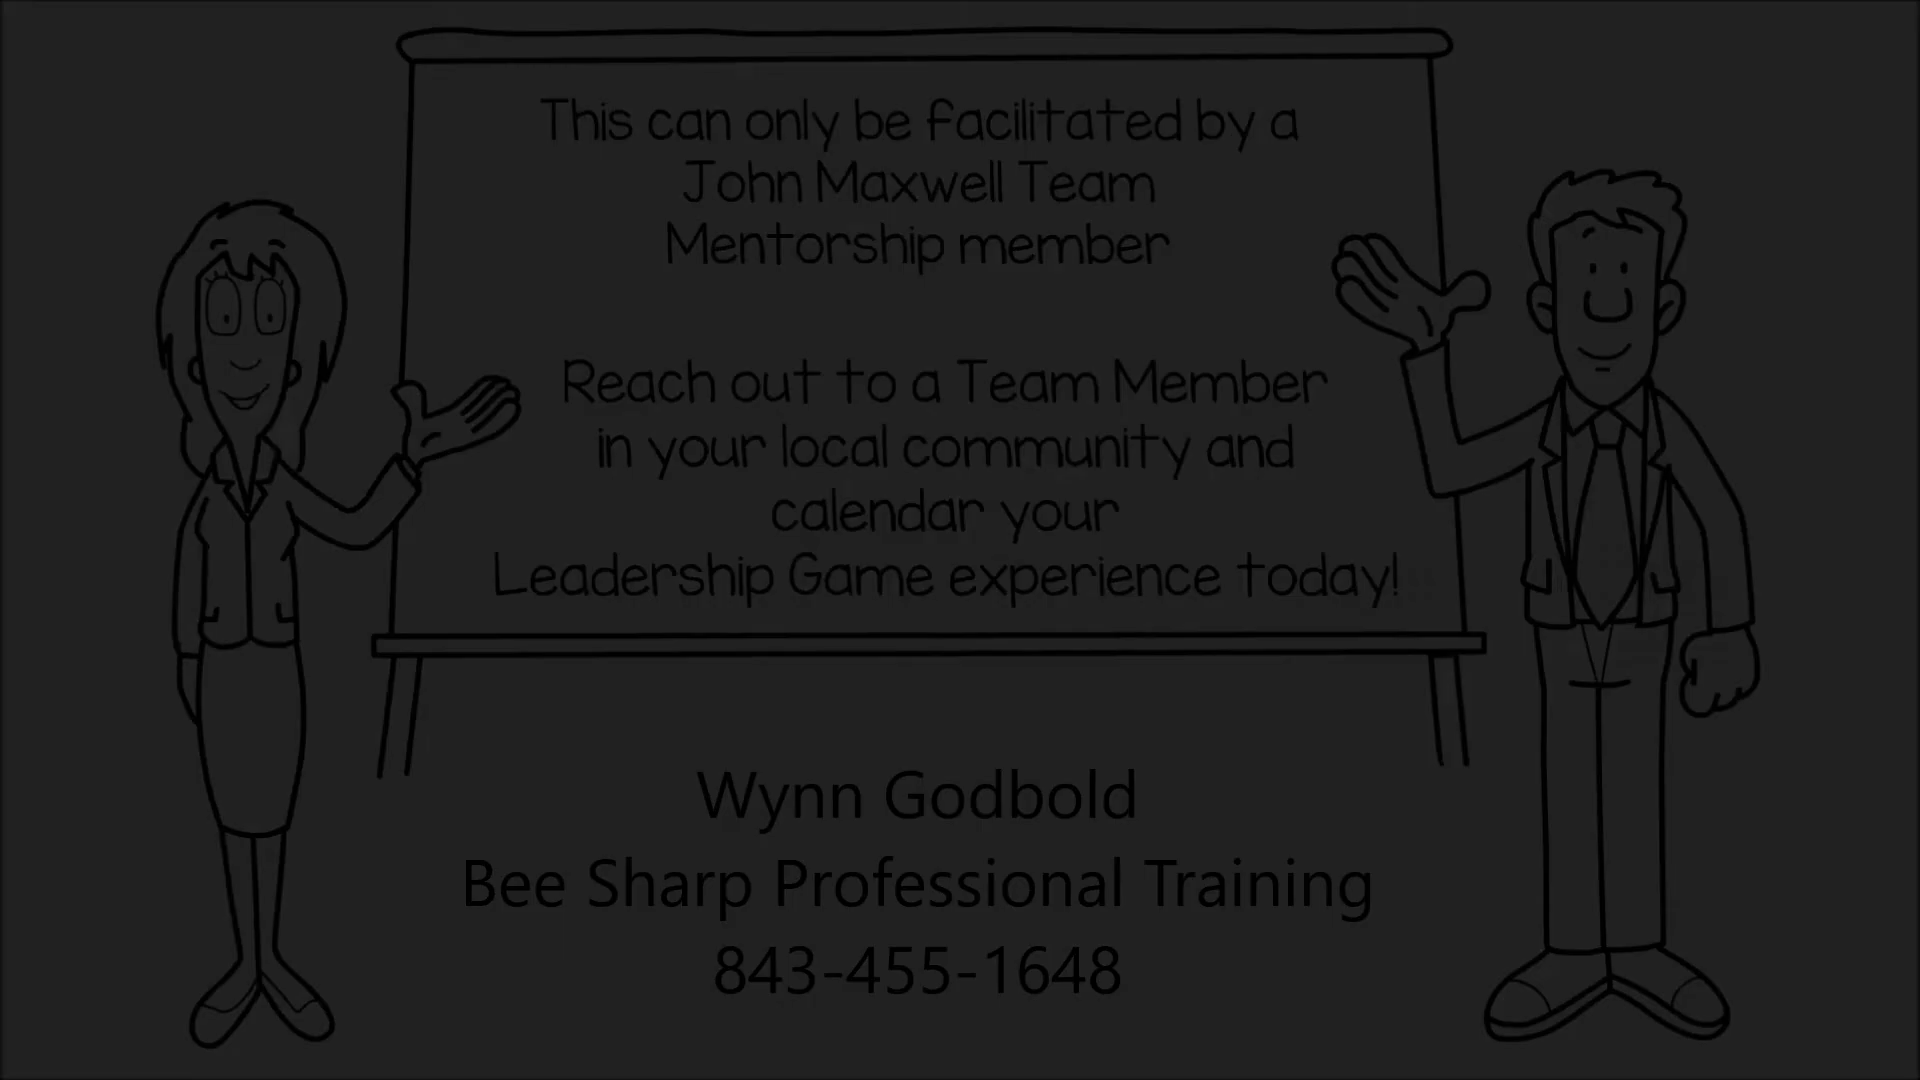 This can only be facilitated by a
John Maxwell Team
Mentorship member
Reach out to a Team Member
in your local community and
calendar your
Leadership Game experience today!
Wynn Godbold
Bee Sharp Professional Training
843-455-1648